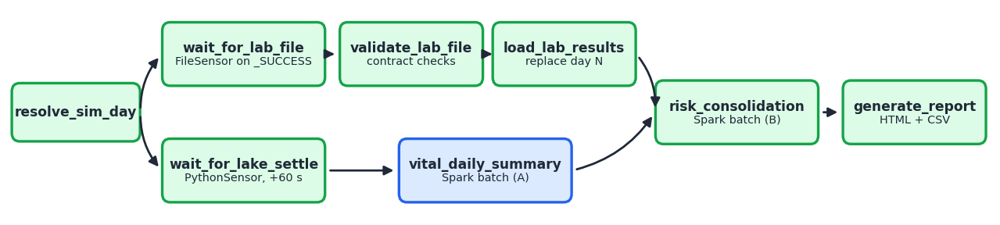 resolve_sim_day
wait_for_lab_file
FileSensor on _SUCCESS
validate_lab_file
contract checks
load_lab_results
replace day N
wait_for_lake_settle
PythonSensor, +60 s
vital_daily_summary
Spark batch (A)
risk_consolidation
Spark batch (B)
generate_report
HTML + CSV